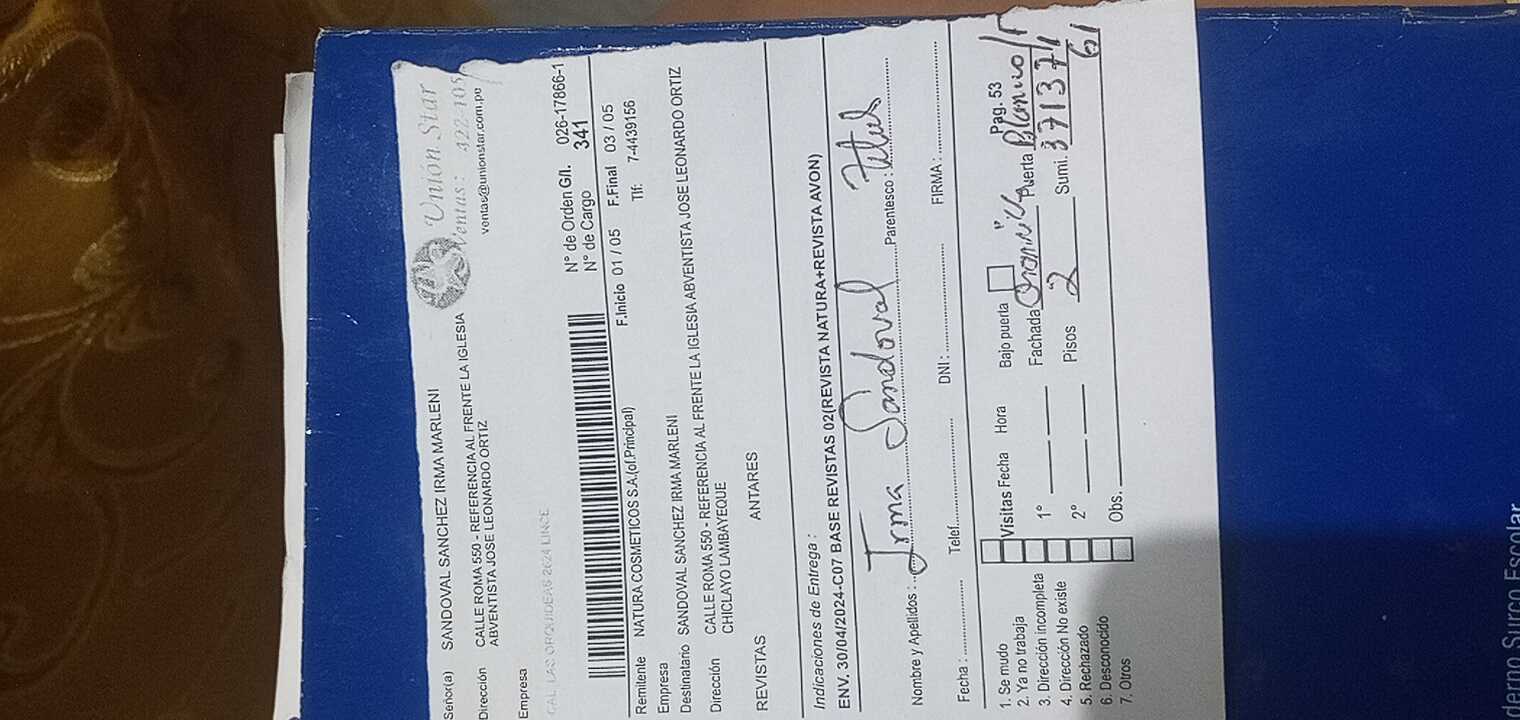 Unión Star
Ventas: 422-105
ventas@unionstar.com.pe
Señor(a) SANDOVAL SANCHEZ IRMA MARLENI
Dirección CALLE ROMA 550 - REFERENCIA AL FRENTE LA IGLESIA
ABVENTISTA JOSE LEONARDO ORTIZ
Empresa
CAL. LAS ORQUIDEAS 2624 LINCE
N° de Orden G/I. 026-17866-1
N° de Cargo 341
F.Inicio 01 / 05 F.Final 03 / 05
Remitente NATURA COSMETICOS S.A.(of.Principal) Tlf: 7-4439156
Empresa
Destinatario SANDOVAL SANCHEZ IRMA MARLENI
Dirección CALLE ROMA 550 - REFERENCIA AL FRENTE LA IGLESIA ABVENTISTA JOSE LEONARDO ORTIZ
CHICLAYO LAMBAYEQUE
REVISTAS ANTARES
Indicaciones de Entrega :
ENV. 30/04/2024-C07 BASE REVISTAS 02(REVISTA NATURA+REVISTA AVON)
Nombre y Apellidos : Irma Sandoval Parentesco :
Fecha : Telef. DNI : FIRMA :
Pag. 53
1. Se mudo Visitas Fecha Hora Bajo puerta
2. Ya no trabaja 1° Fachada Puerta Blanco
3. Dirección incompleta 2° Pisos 2 Sumi. 371371
4. Dirección No existe Obs. 61
5. Rechazado
6. Desconocido
7. Otros